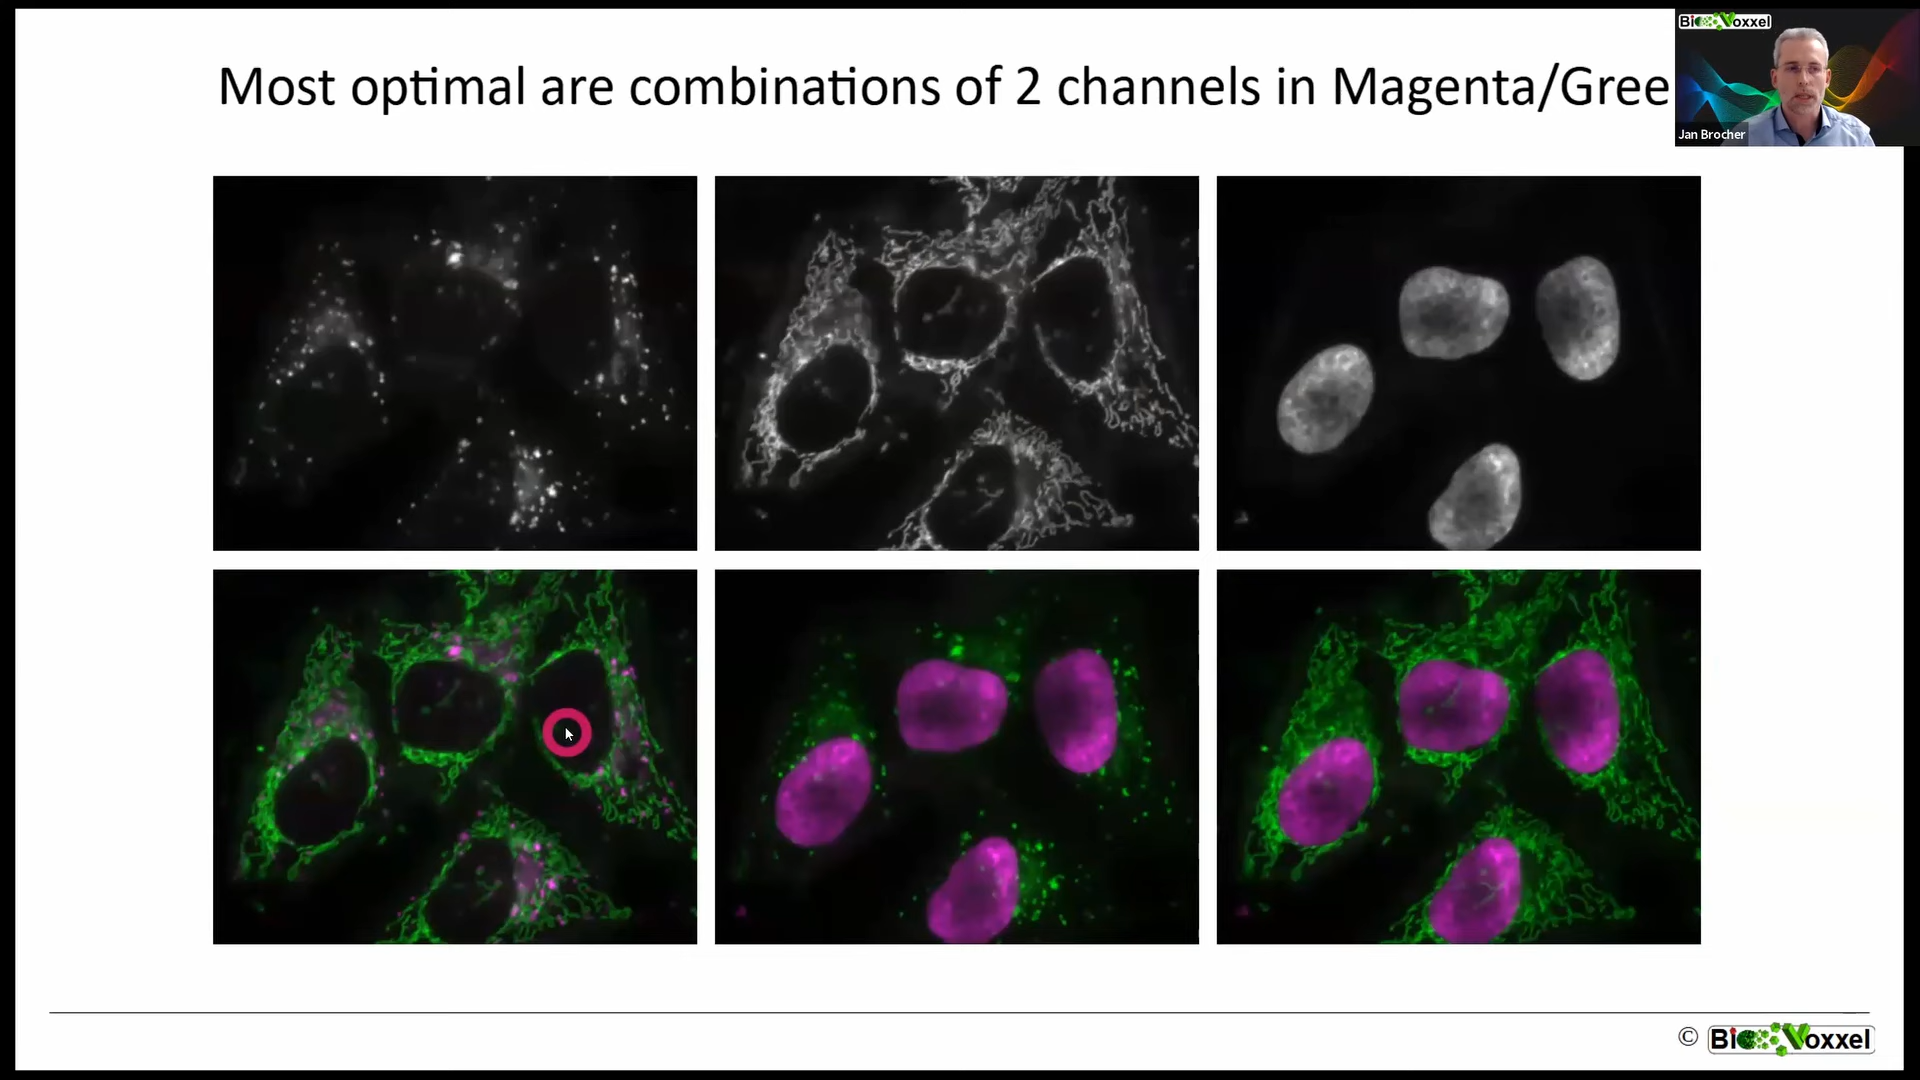 Most optimal are combinations of 2 channels in Magenta/Gree
BioVoxxel
Jan Brocher
© BioVoxxel